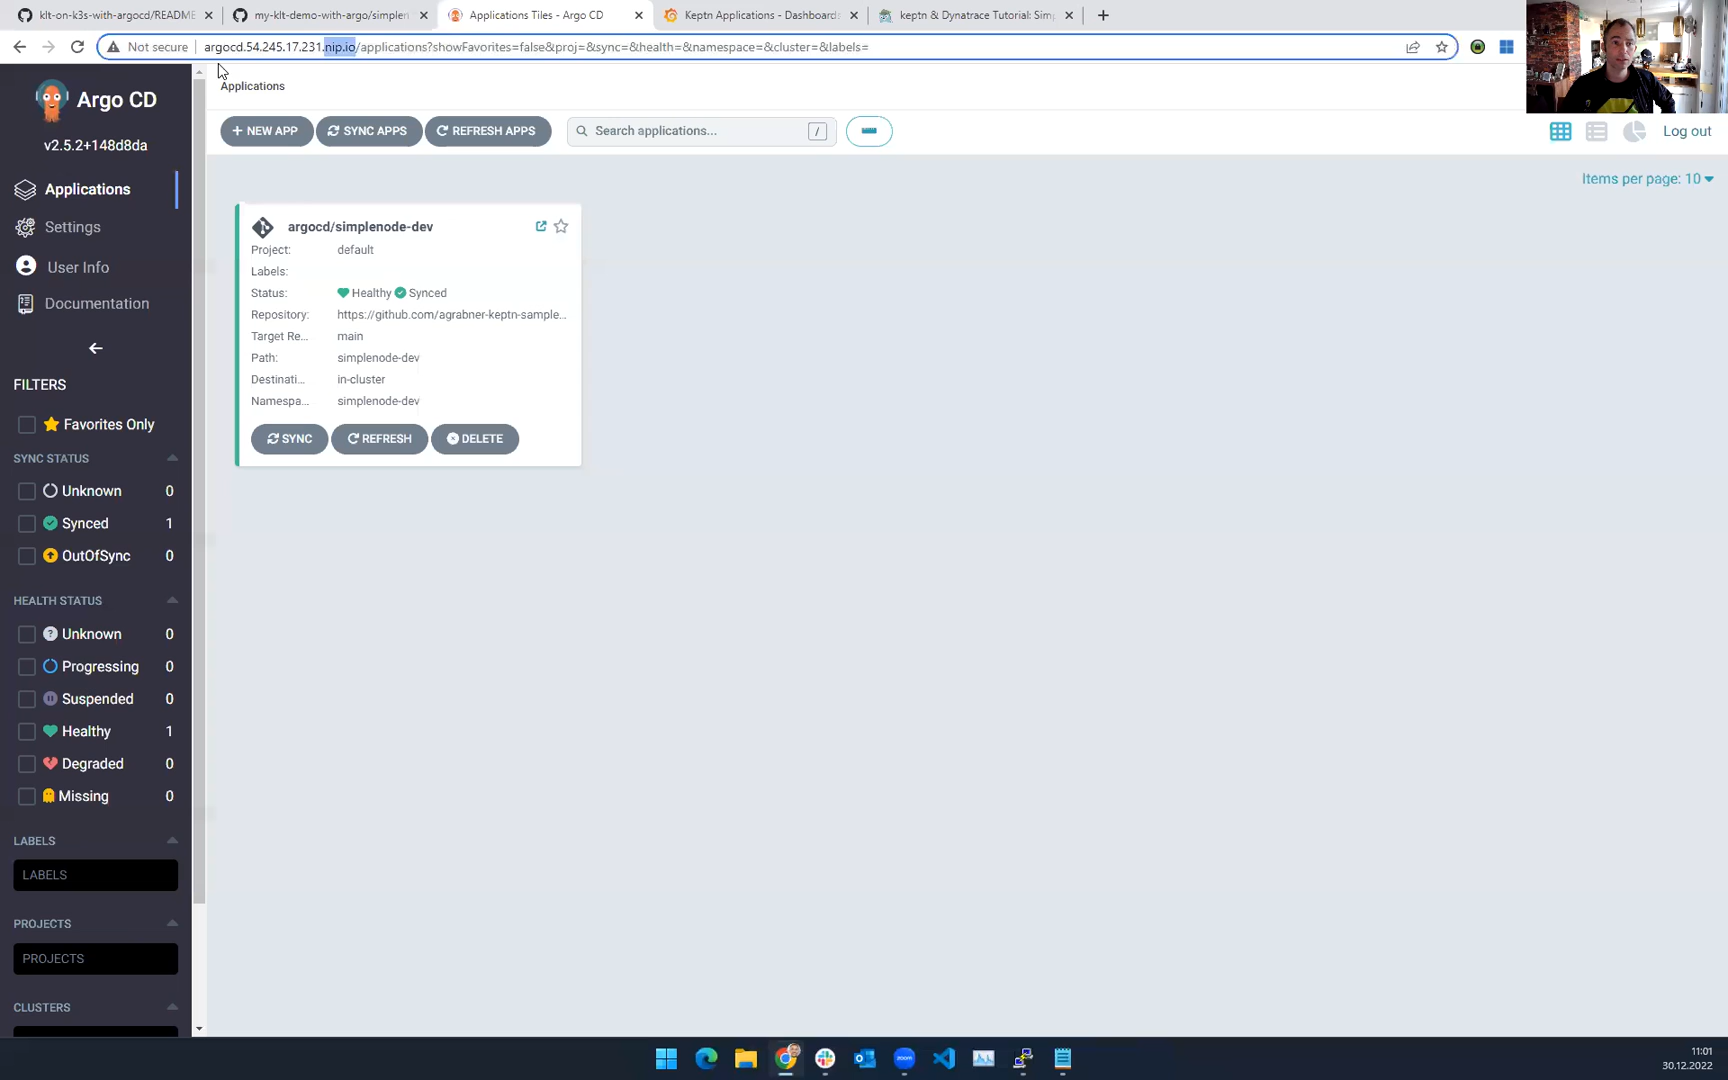 klt-on-k3s-with-argocd/README
my-klt-demo-with-argo/simplen
Applications Tiles - Argo CD
Keptn Applications - Dashboards
keptn & Dynatrace Tutorial: Simp
Not secure
argocd.54.245.17.231.nip.io/applications?showFavorites=false&proj=&sync=&health=&namespace=&cluster=&labels=
Argo CD
v2.5.2+148d8da
Applications
Settings
User Info
Documentation
FILTERS
Favorites Only
SYNC STATUS
Unknown 0
Synced 1
OutOfSync 0
HEALTH STATUS
Unknown 0
Progressing 0
Suspended 0
Healthy 1
Degraded 0
Missing 0
LABELS
LABELS
PROJECTS
PROJECTS
CLUSTERS
Applications
+ NEW APP
SYNC APPS
REFRESH APPS
Search applications...
/
Log out
Items per page: 10
argocd/simplenode-dev
Project: default
Labels:
Status: Healthy Synced
Repository: https://github.com/agrabner-keptn-sample...
Target Re... main
Path: simplenode-dev
Destinati... in-cluster
Namespa... simplenode-dev
SYNC
REFRESH
DELETE
11:01
30.12.2022